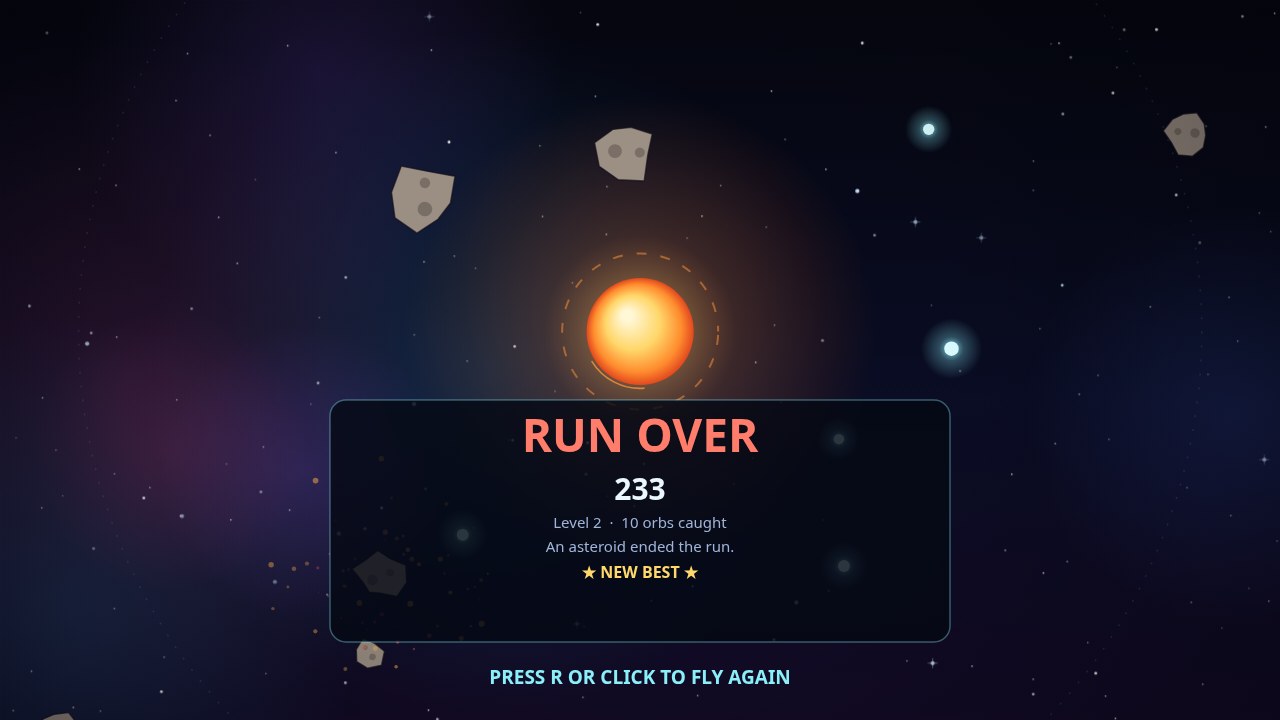 RUN OVER
233
Level 2 · 10 orbs caught
An asteroid ended the run.
★ NEW BEST ★
PRESS R OR CLICK TO FLY AGAIN